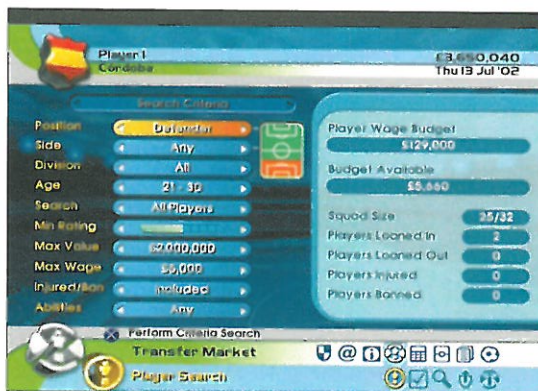 Player 1
Córdoba
£3,650,040
Thu 13 Jul '02
Search Criteria
Position Defender
Side Any
Division All
Age 21 - 30
Search All Players
Min Rating
Max Value £2,000,000
Max Wage £5,000
Injured/Ban Included
Abilities Any
Player Wage Budget
£129,000
Budget Available
£5,660
Squad Size 25/32
Players Loaned In 2
Players Loaned Out 0
Players Injured 0
Players Banned 0
Perform Criteria Search
Transfer Market
Player Search